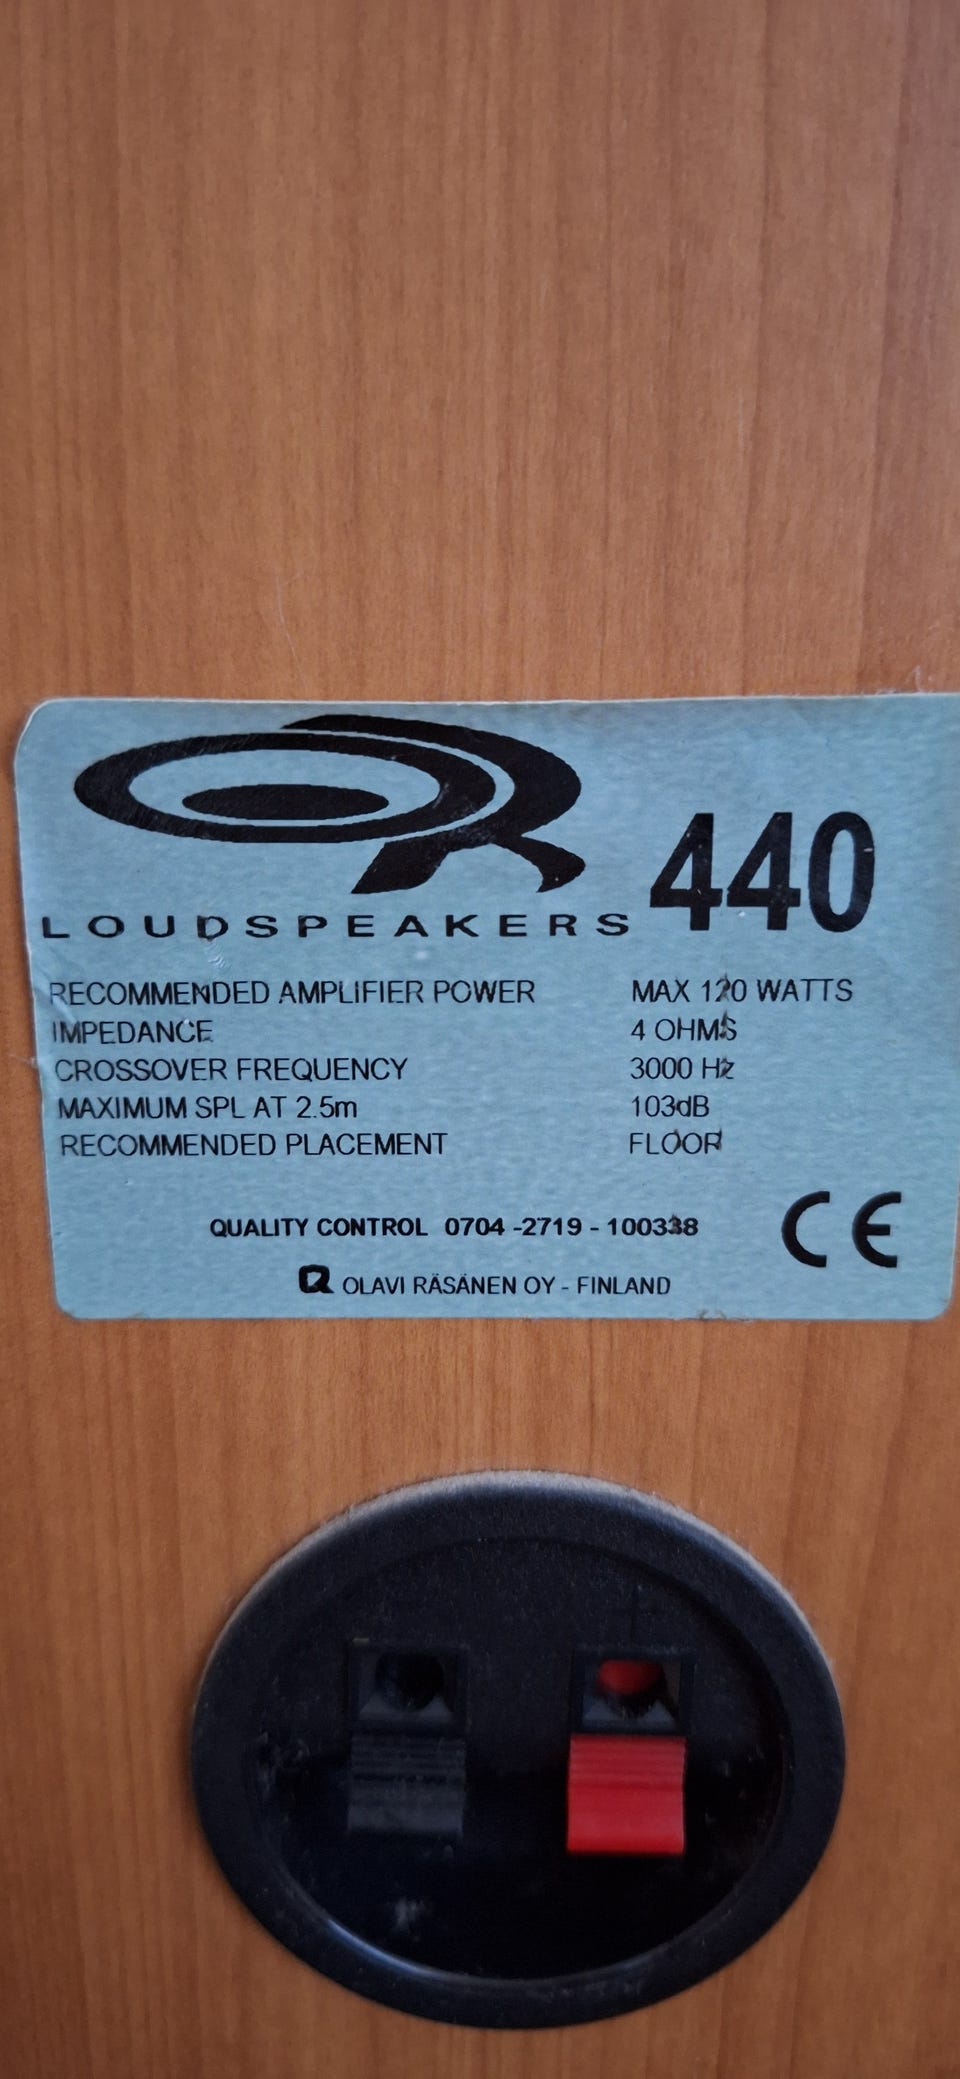 OR 440
LOUDSPEAKERS
RECOMMENDED AMPLIFIER POWER MAX 120 WATTS
IMPEDANCE 4 OHMS
CROSSOVER FREQUENCY 3000 Hz
MAXIMUM SPL AT 2.5m 103dB
RECOMMENDED PLACEMENT FLOOR
QUALITY CONTROL 0704 -2719 - 100338
CE
OLAVI RÄSÄNEN OY - FINLAND